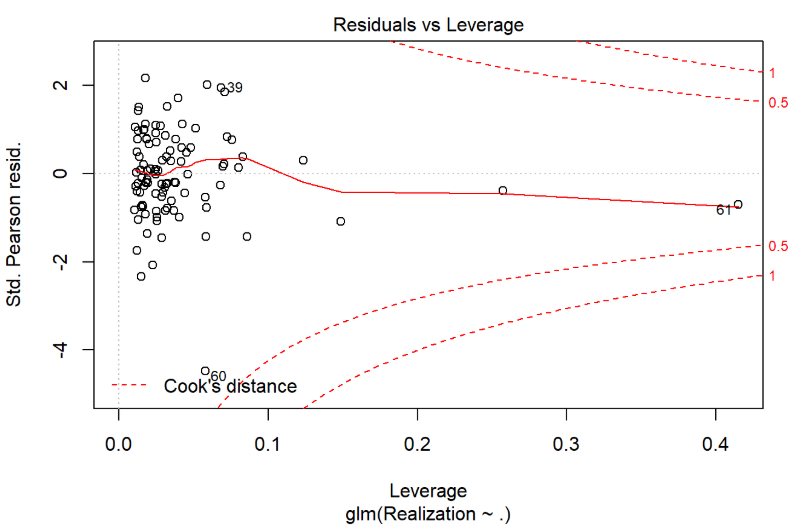 Residuals vs Leverage
Std. Pearson resid.
2
0
-2
-4
39
61
60
1
0.5
0.5
1
Cook's distance
0.0 0.1 0.2 0.3 0.4
Leverage
glm(Realization ~ .)